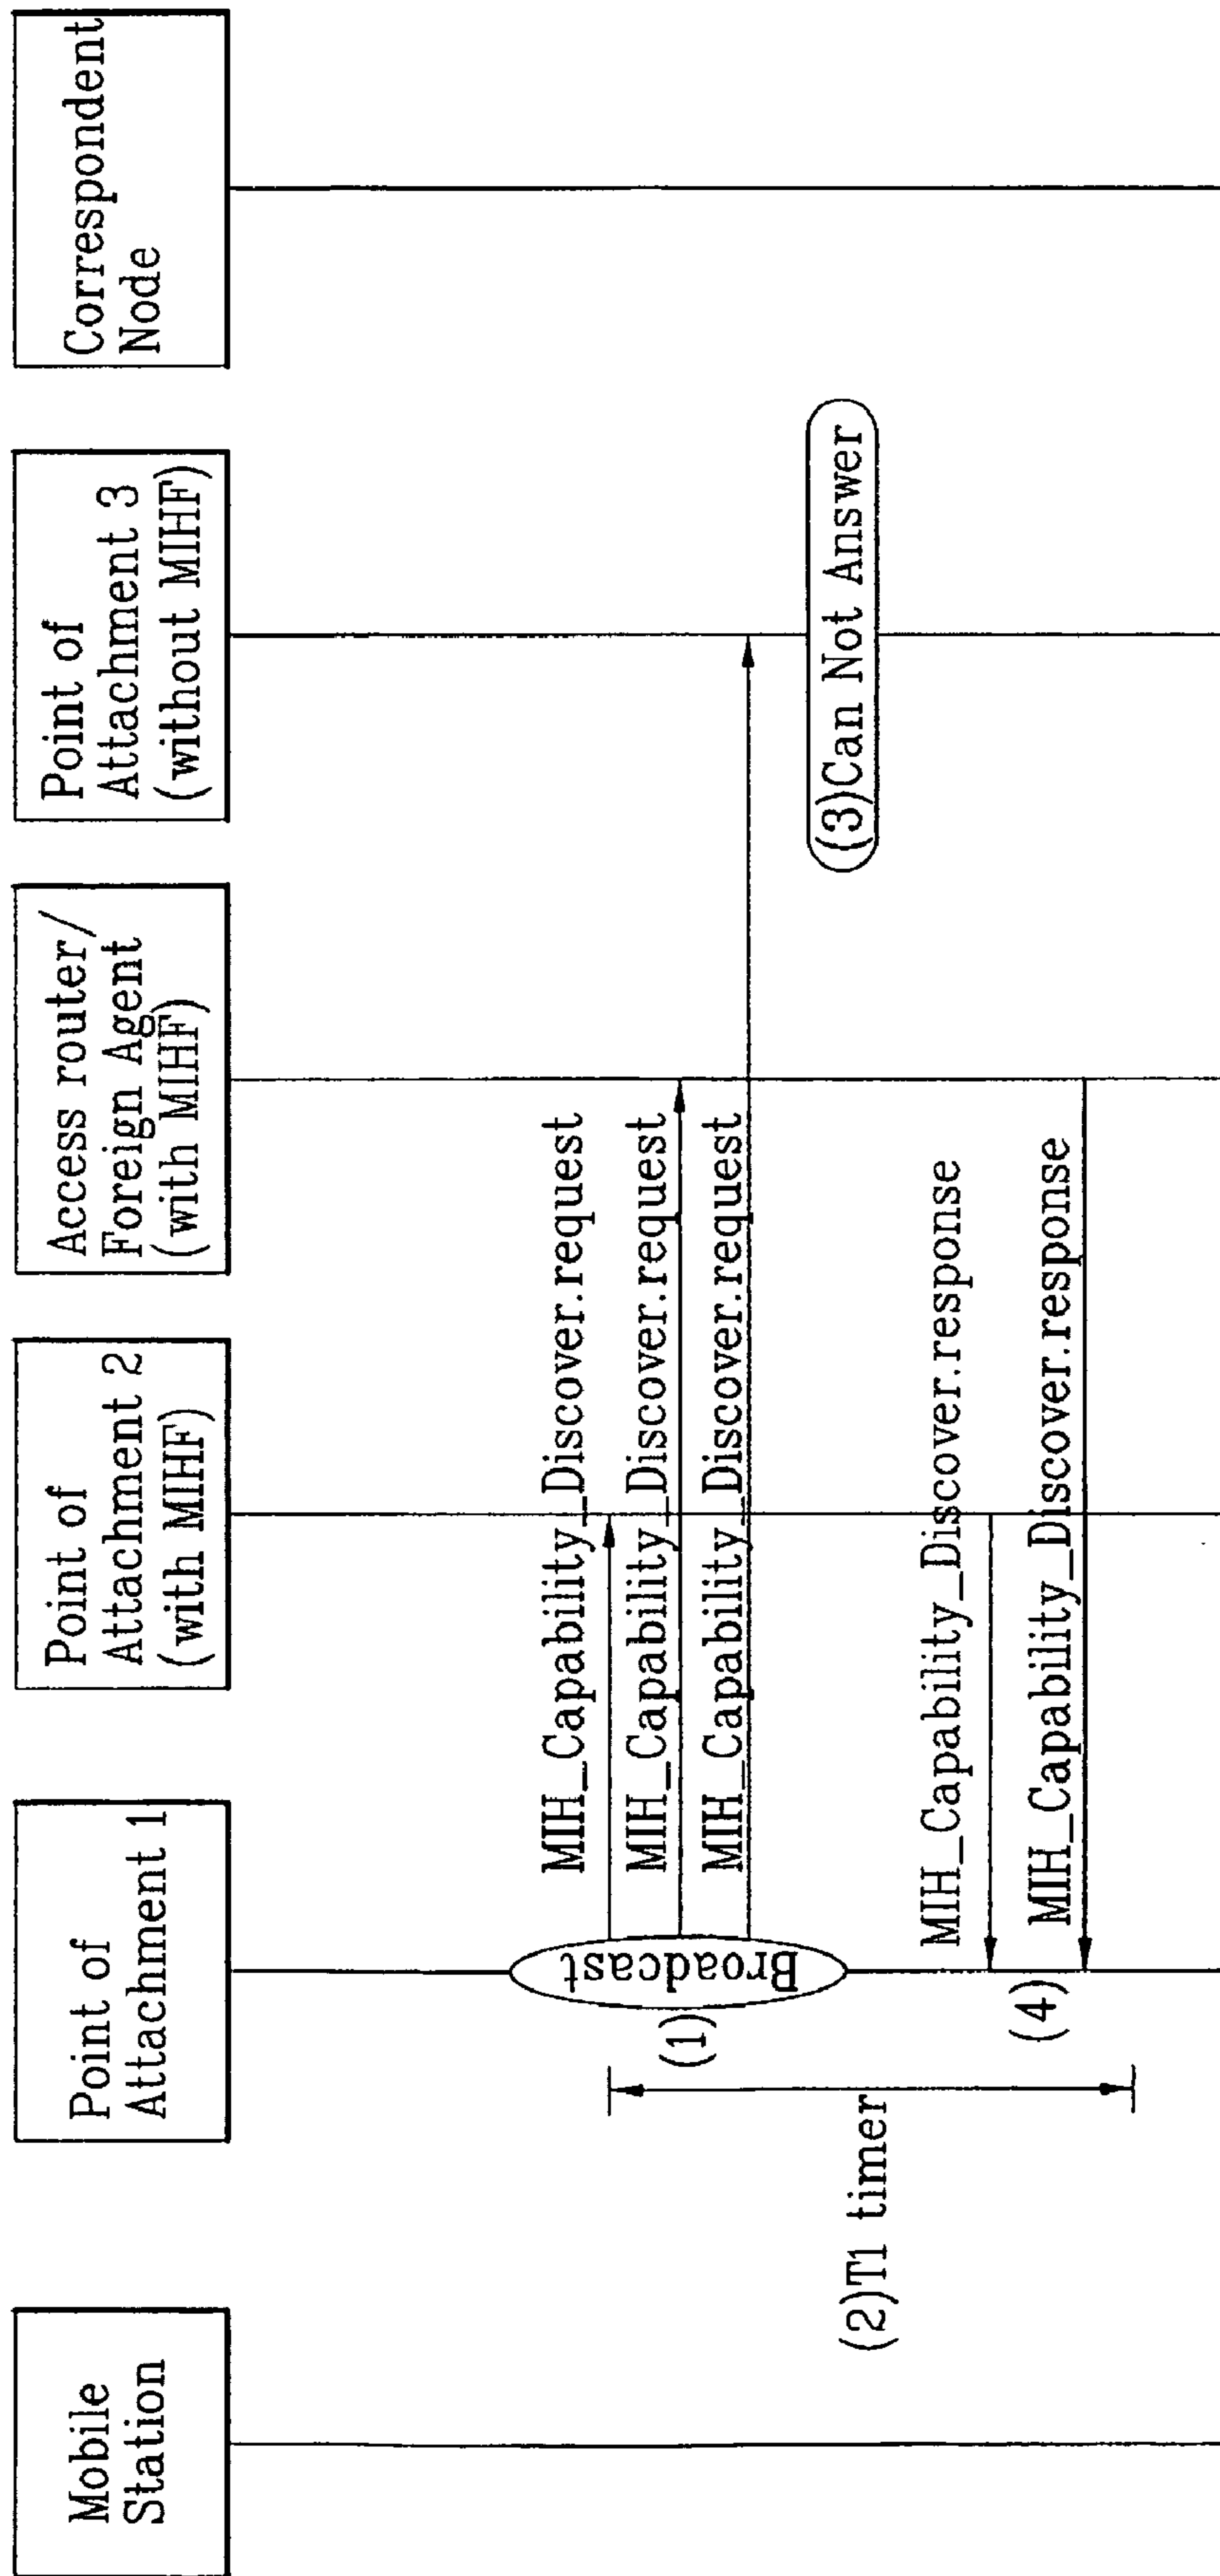 Mobile
Station
Point of
Attachment 1
Point of
Attachment 2
(with MIHF)
Access router/
Foreign Agent
(with MIHF)
Point of
Attachment 3
(without MIHF)
Correspondent
Node
MIH_Capability_Discover.request
MIH_Capability_Discover.request
MIH_Capability_Discover.request
(1)
Broadcast
(2)T1 timer
(3)Can Not Answer
MIH_Capability_Discover.response
(4)
MIH_Capability_Discover.response